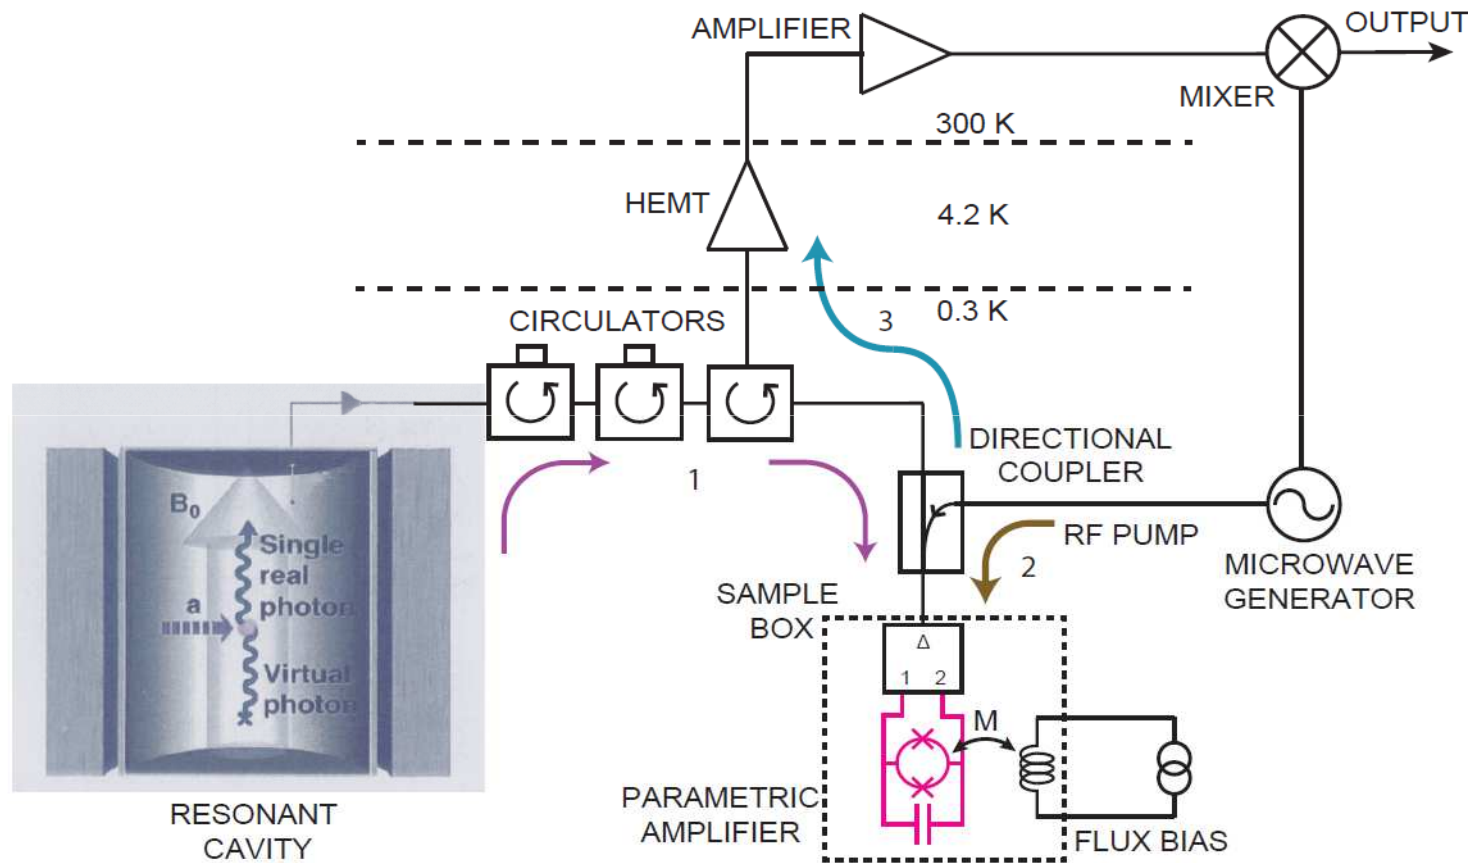 AMPLIFIER
OUTPUT
MIXER
300 K
HEMT
4.2 K
0.3 K
3
CIRCULATORS
1
DIRECTIONAL
COUPLER
B0
Single
real
photon
a
Virtual
photon
RF PUMP
2
MICROWAVE
GENERATOR
SAMPLE
BOX
Δ
1 2
M
PARAMETRIC
AMPLIFIER
FLUX BIAS
RESONANT
CAVITY